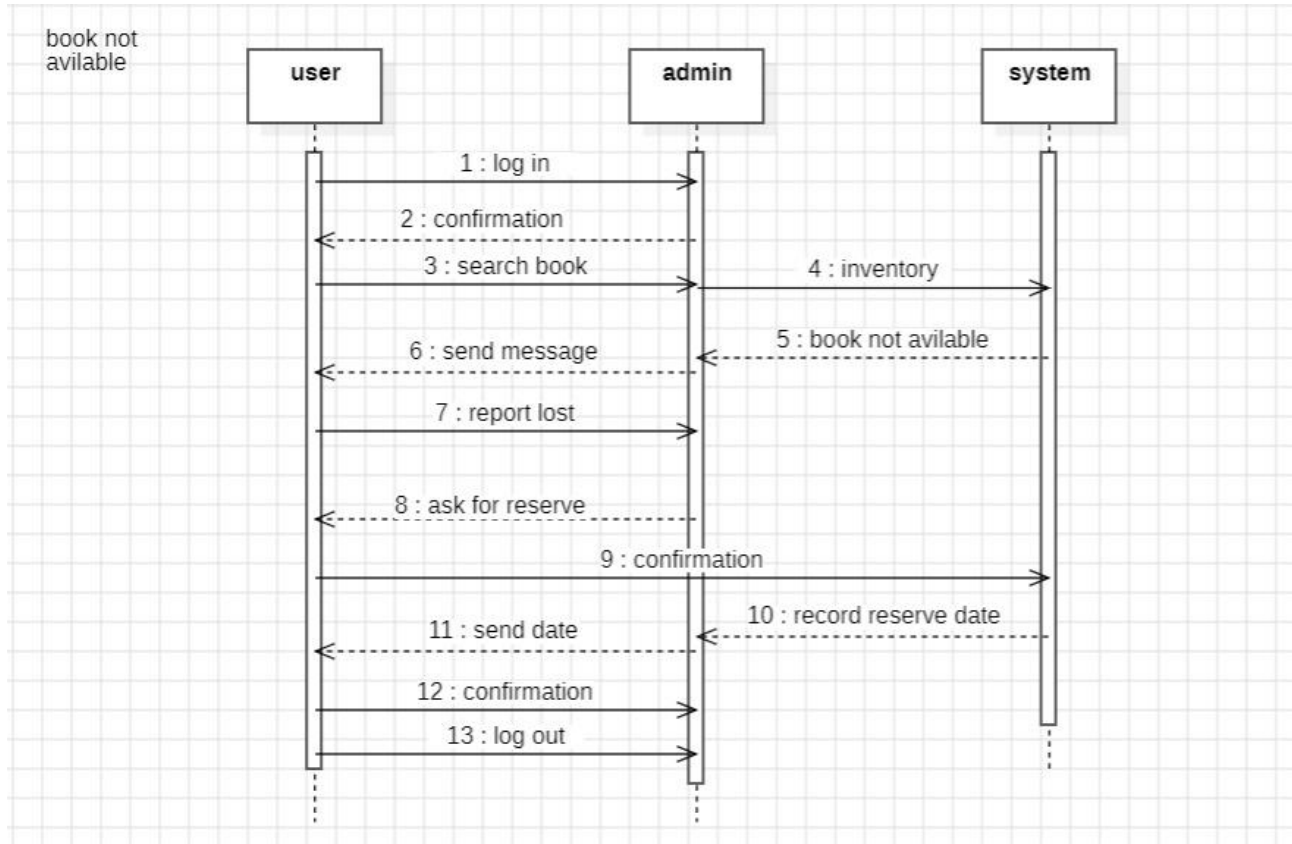 book not
avilable
user
admin
system
1 : log in
2 : confirmation
3 : search book
4 : inventory
5 : book not avilable
6 : send message
7 : report lost
8 : ask for reserve
9 : confirmation
10 : record reserve date
11 : send date
12 : confirmation
13 : log out